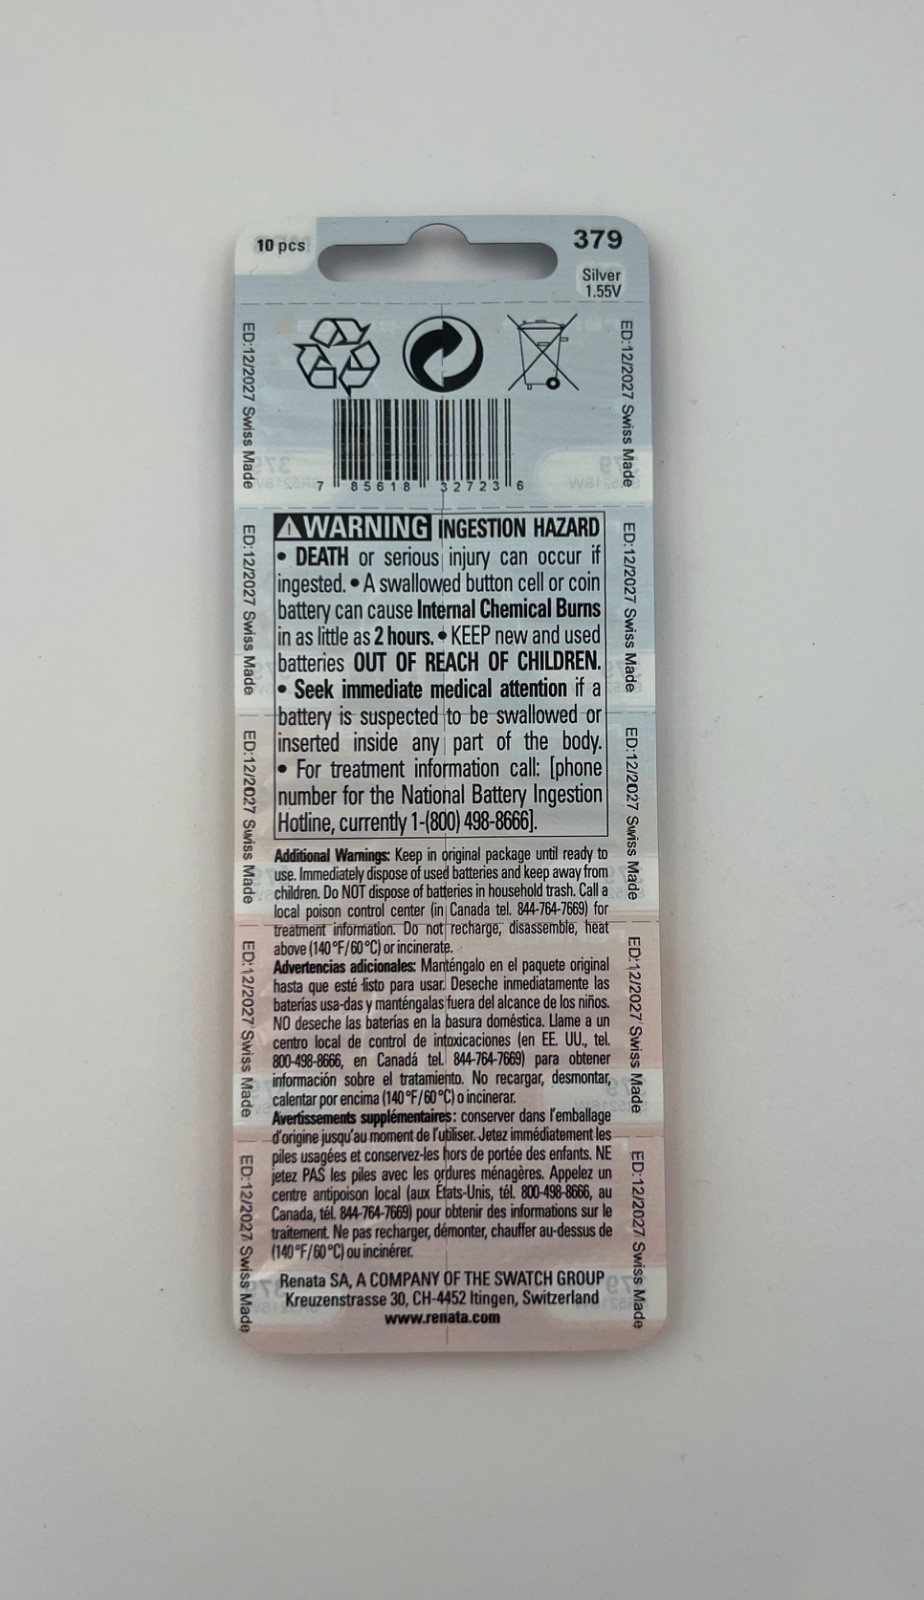 10 pcs
379
Silver
1.55V
ED:12/2027 Swiss Made
ED:12/2027 Swiss Made
7 85618 32723 6
ED:12/2027 Swiss Made
ED:12/2027 Swiss Made
WARNING INGESTION HAZARD
• DEATH or serious injury can occur if
ingested. • A swallowed button cell or coin
battery can cause Internal Chemical Burns
in as little as 2 hours. • KEEP new and used
batteries OUT OF REACH OF CHILDREN.
• Seek immediate medical attention if a
battery is suspected to be swallowed or
inserted inside any part of the body.
• For treatment information call: [phone
number for the National Battery Ingestion
Hotline, currently 1-(800) 498-8666].
ED:12/2027 Swiss Made
ED:12/2027 Swiss Made
Additional Warnings: Keep in original package until ready to
use. Immediately dispose of used batteries and keep away from
children. Do NOT dispose of batteries in household trash. Call a
local poison control center (in Canada tel. 844-764-7669) for
treatment information. Do not recharge, disassemble, heat
above (140°F/60°C) or incinerate.
Advertencias adicionales: Manténgalo en el paquete original
hasta que esté listo para usar. Deseche inmediatamente las
baterías usa-das y manténgalas fuera del alcance de los niños.
NO deseche las baterías en la basura doméstica. Llame a un
centro local de control de intoxicaciones (en EE. UU., tel.
800-498-8666, en Canadá tel. 844-764-7669) para obtener
información sobre el tratamiento. No recargar, desmontar,
calentar por encima (140°F/60°C) o incinerar.
ED:12/2027 Swiss Made
ED:12/2027 Swiss Made
Avertissements supplémentaires: conserver dans l'emballage
d'origine jusqu'au moment de l'utiliser. Jetez immédiatement les
piles usagées et conservez-les hors de portée des enfants. NE
jetez PAS les piles avec les ordures ménagères. Appelez un
centre antipoison local (aux États-Unis, tél. 800-498-8666, au
Canada, tél. 844-764-7669) pour obtenir des informations sur le
traitement. Ne pas recharger, démonter, chauffer au-dessus de
(140°F/60°C) ou incinérer.
ED:12/2027 Swiss Made
ED:12/2027 Swiss Made
Renata SA, A COMPANY OF THE SWATCH GROUP
Kreuzenstrasse 30, CH-4452 Itingen, Switzerland
www.renata.com